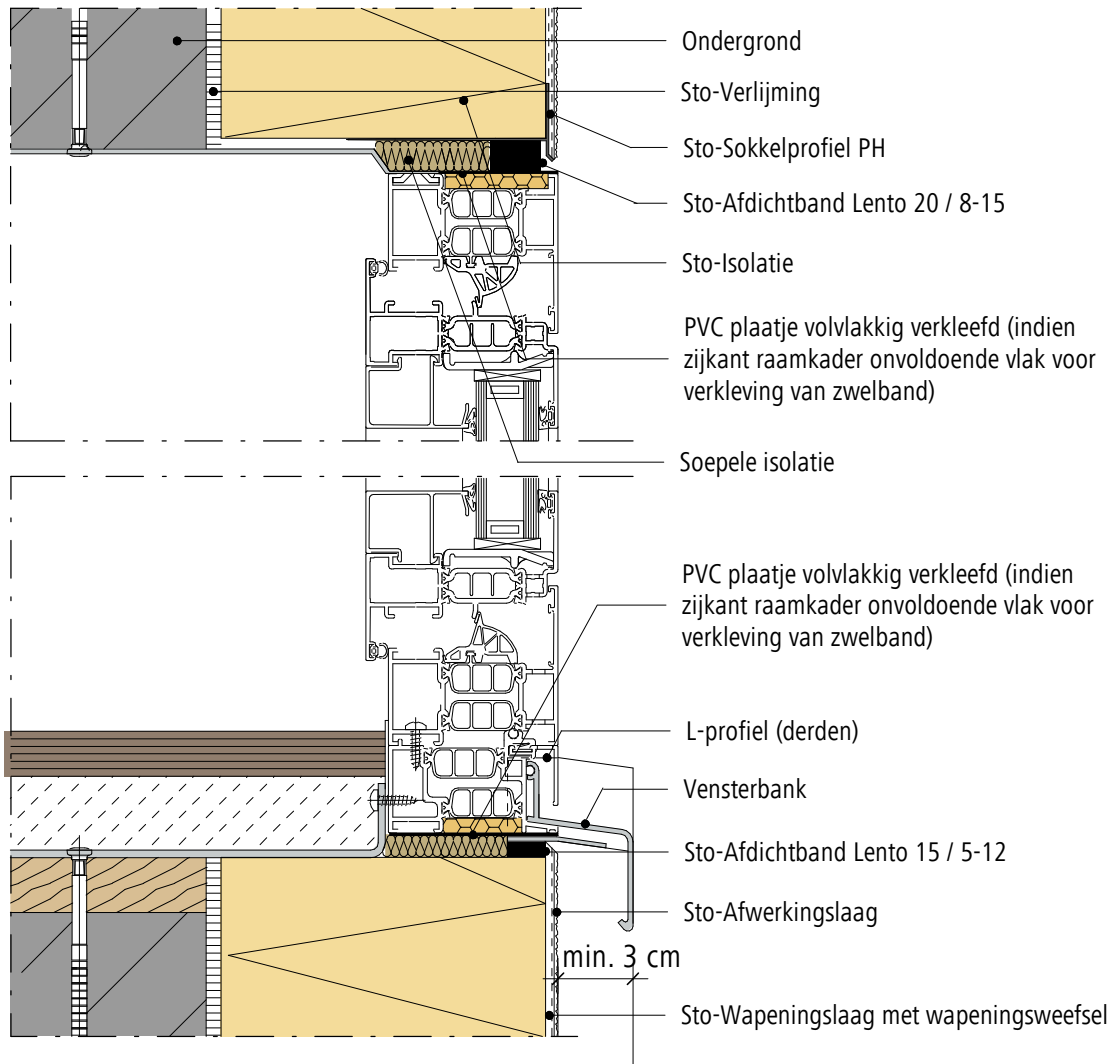 Ondergrond
Sto-Verlijming
Sto-Sokkelprofiel PH
Sto-Afdichtband Lento 20 / 8-15
Sto-Isolatie
PVC plaatje volvlakkig verkleefd (indien
zijkant raamkader onvoldoende vlak voor
verkleving van zwelband)
Soepele isolatie
PVC plaatje volvlakkig verkleefd (indien
zijkant raamkader onvoldoende vlak voor
verkleving van zwelband)
L-profiel (derden)
Vensterbank
Sto-Afdichtband Lento 15 / 5-12
Sto-Afwerkingslaag
min. 3 cm
Sto-Wapeningslaag met wapeningsweefsel